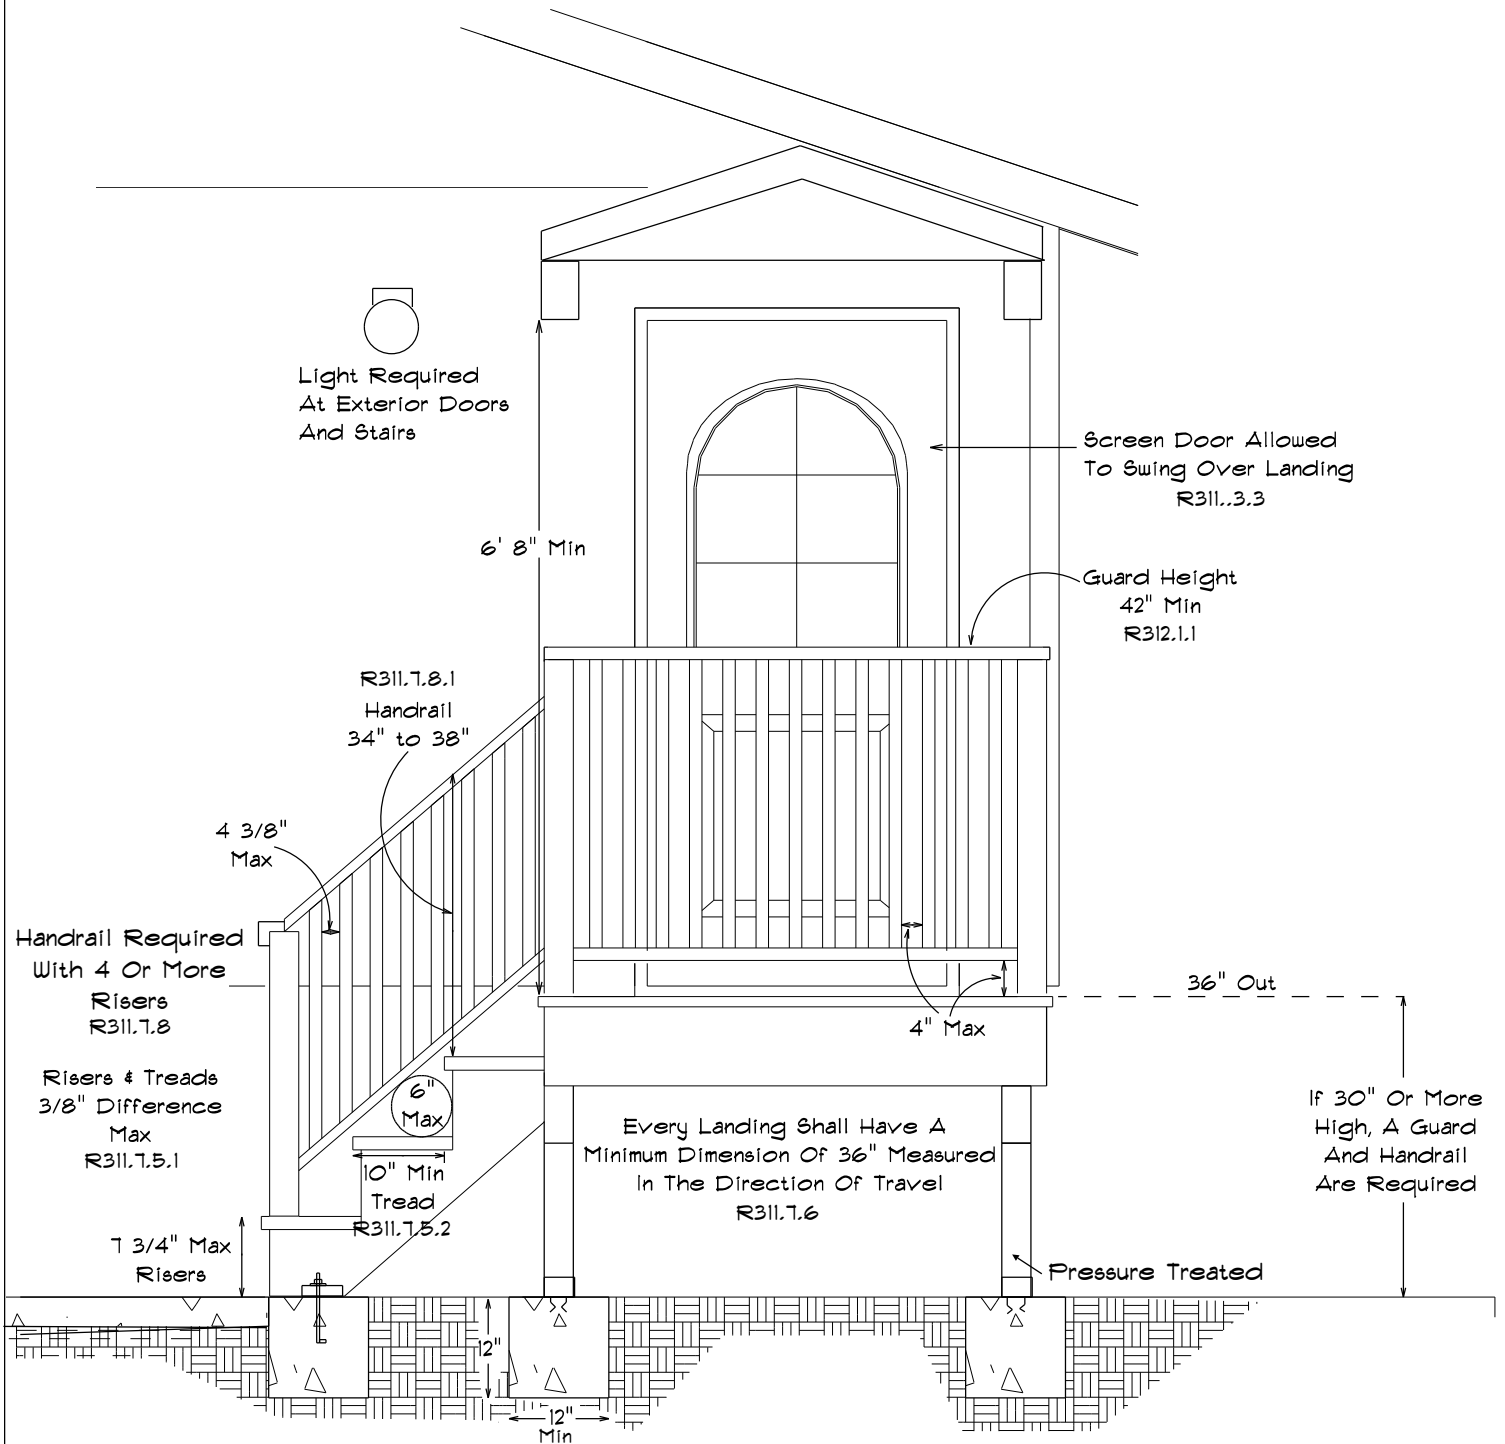 Light Required
At Exterior Doors
And Stairs
Screen Door Allowed
To Swing Over Landing
R311..3.3
6' 8" Min
Guard Height
42" Min
R312.1.1
R311.7.8.1
Handrail
34" to 38"
4 3/8"
Max
Handrail Required
With 4 Or More
Risers
R311.7.8
36" Out
4" Max
Risers & Treads
3/8" Difference
Max
R311.7.5.1
6"
Max
10" Min
Tread
R311.7.5.2
Every Landing Shall Have A
Minimum Dimension Of 36" Measured
In The Direction Of Travel
R311.7.6
If 30" Or More
High, A Guard
And Handrail
Are Required
7 3/4" Max
Risers
Pressure Treated
12"
12"
Min